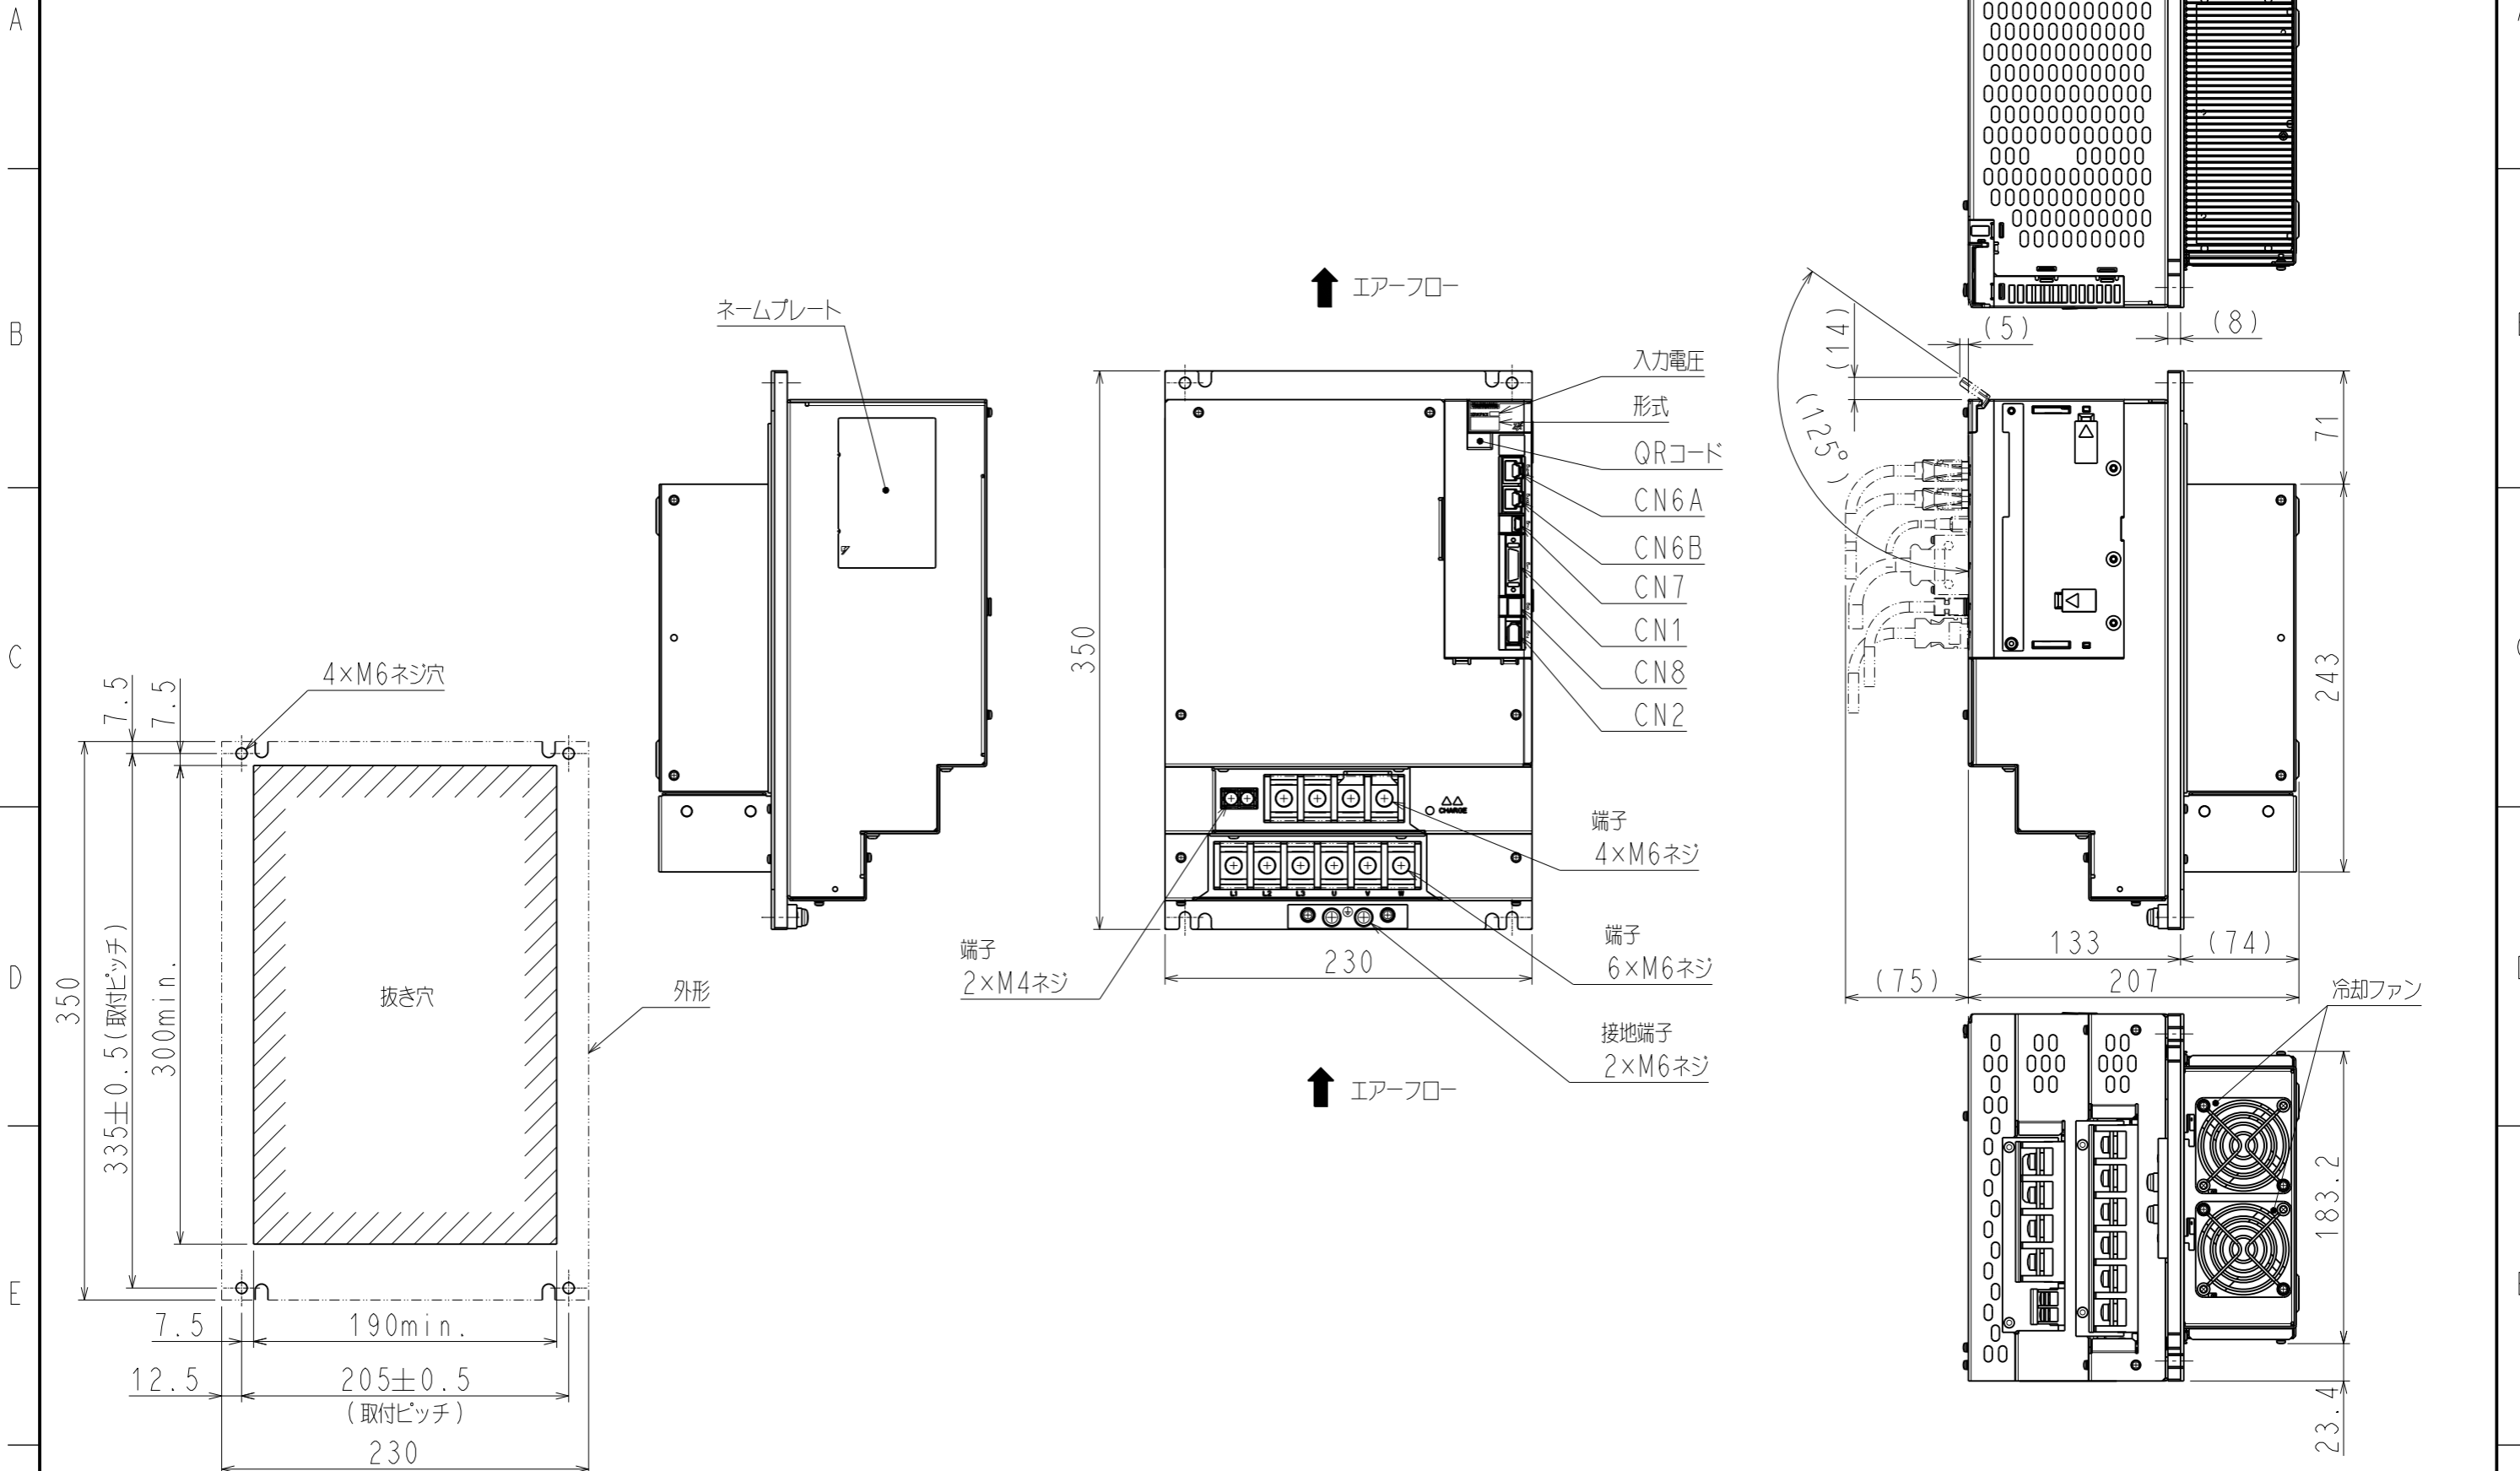 A
B
C
D
E
エアーフロー
ネームプレート
入力電圧
形式
QRコード
CN6A
CN6B
CN7
CN1
CN8
CN2
350
CHARGE
端子
4×M6ネジ
L1 L2 L3 U V W
端子
2×M4ネジ
端子
6×M6ネジ
230
接地端子
2×M6ネジ
エアーフロー
4×M6ネジ穴
7.5
7.5
350
335±0.5(取付ピッチ)
300min.
抜き穴
外形
7.5
190min.
12.5
205±0.5
(取付ピッチ)
230
(5)
(8)
(14)
(125°)
71
243
133
(74)
(75)
207
冷却ファン
183.2
23.4